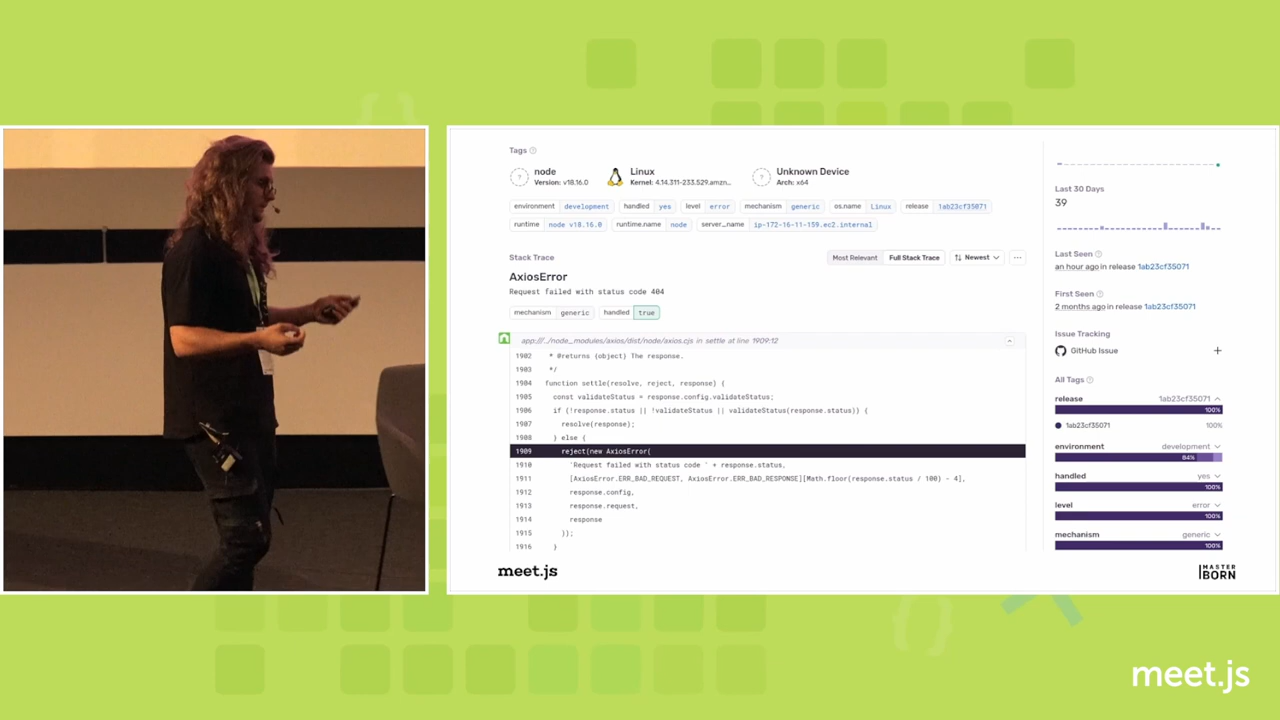 Tags
node
Version: v18.16.0
Linux
Kernel: 4.14.311-233.529.amzn...
Unknown Device
Arch: x64
environment development handled yes level error mechanism generic os.name Linux release 1ab23cf35071
runtime node v18.16.0 runtime.name node server_name ip-172-16-11-159.ec2.internal
Stack Trace
Most Relevant Full Stack Trace Newest ...
AxiosError
Request failed with status code 404
mechanism generic handled true
app:///../node_modules/axios/dist/node/axios.cjs in settle at line 1909:12
1902 * @returns {object} The response.
1903 */
1904 function settle(resolve, reject, response) {
1905 const validateStatus = response.config.validateStatus;
1906 if (!response.status || !validateStatus || validateStatus(response.status)) {
1907 resolve(response);
1908 } else {
1909 reject(new AxiosError(
1910 'Request failed with status code ' + response.status,
1911 [AxiosError.ERR_BAD_REQUEST, AxiosError.ERR_BAD_RESPONSE][Math.floor(response.status / 100) - 4],
1912 response.config,
1913 response.request,
1914 response
1915 ));
1916 }
Last 30 Days
39
Last Seen
an hour ago in release 1ab23cf35071
First Seen
2 months ago in release 1ab23cf35071
Issue Tracking
GitHub Issue +
All Tags
release 1ab23cf35071
100%
1ab23cf35071 100%
environment development
84%
handled yes
100%
level error
100%
mechanism generic
100%
meet.js
MASTER
BORN
meet.js